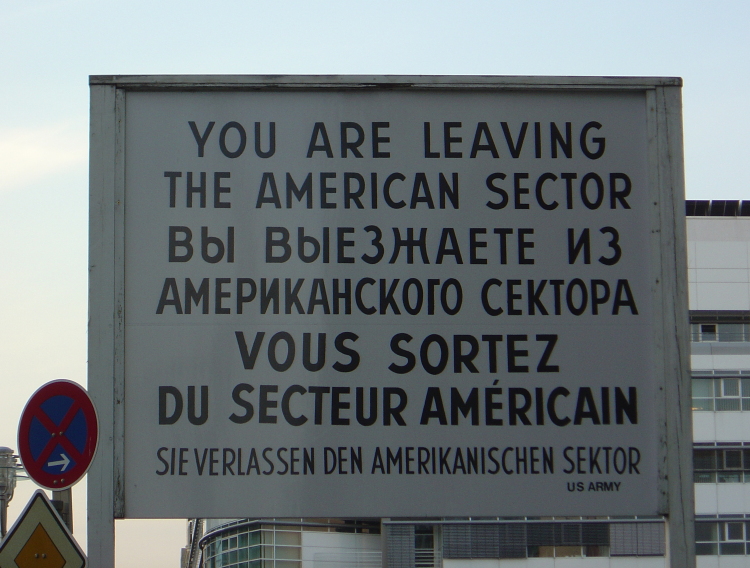 YOU ARE LEAVING
THE AMERICAN SECTOR
ВЫ ВЫЕЗЖАЕТЕ ИЗ
АМЕРИКАНСКОГО СЕКТОРА
VOUS SORTEZ
DU SECTEUR AMÉRICAIN
SIE VERLASSEN DEN AMERIKANISCHEN SEKTOR
US ARMY